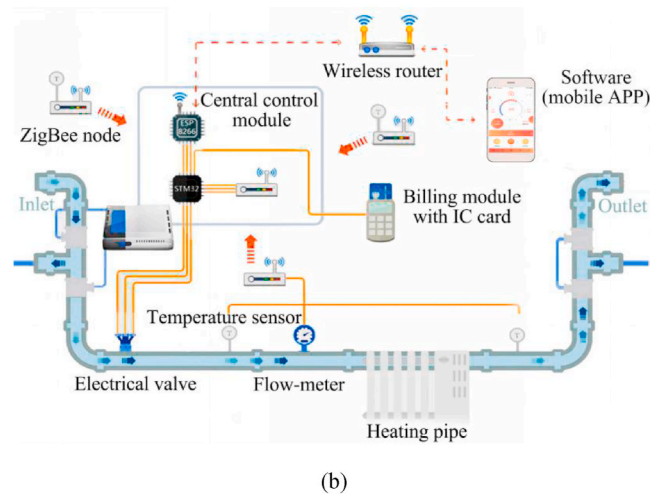 Wireless router
Software
(mobile APP)
T
ZigBee node
Central control
module
ESP
8266
T
STM32
Billing module
with IC card
Inlet
Outlet
Temperature sensor
T
T
Electrical valve
Flow-meter
Heating pipe
(b)